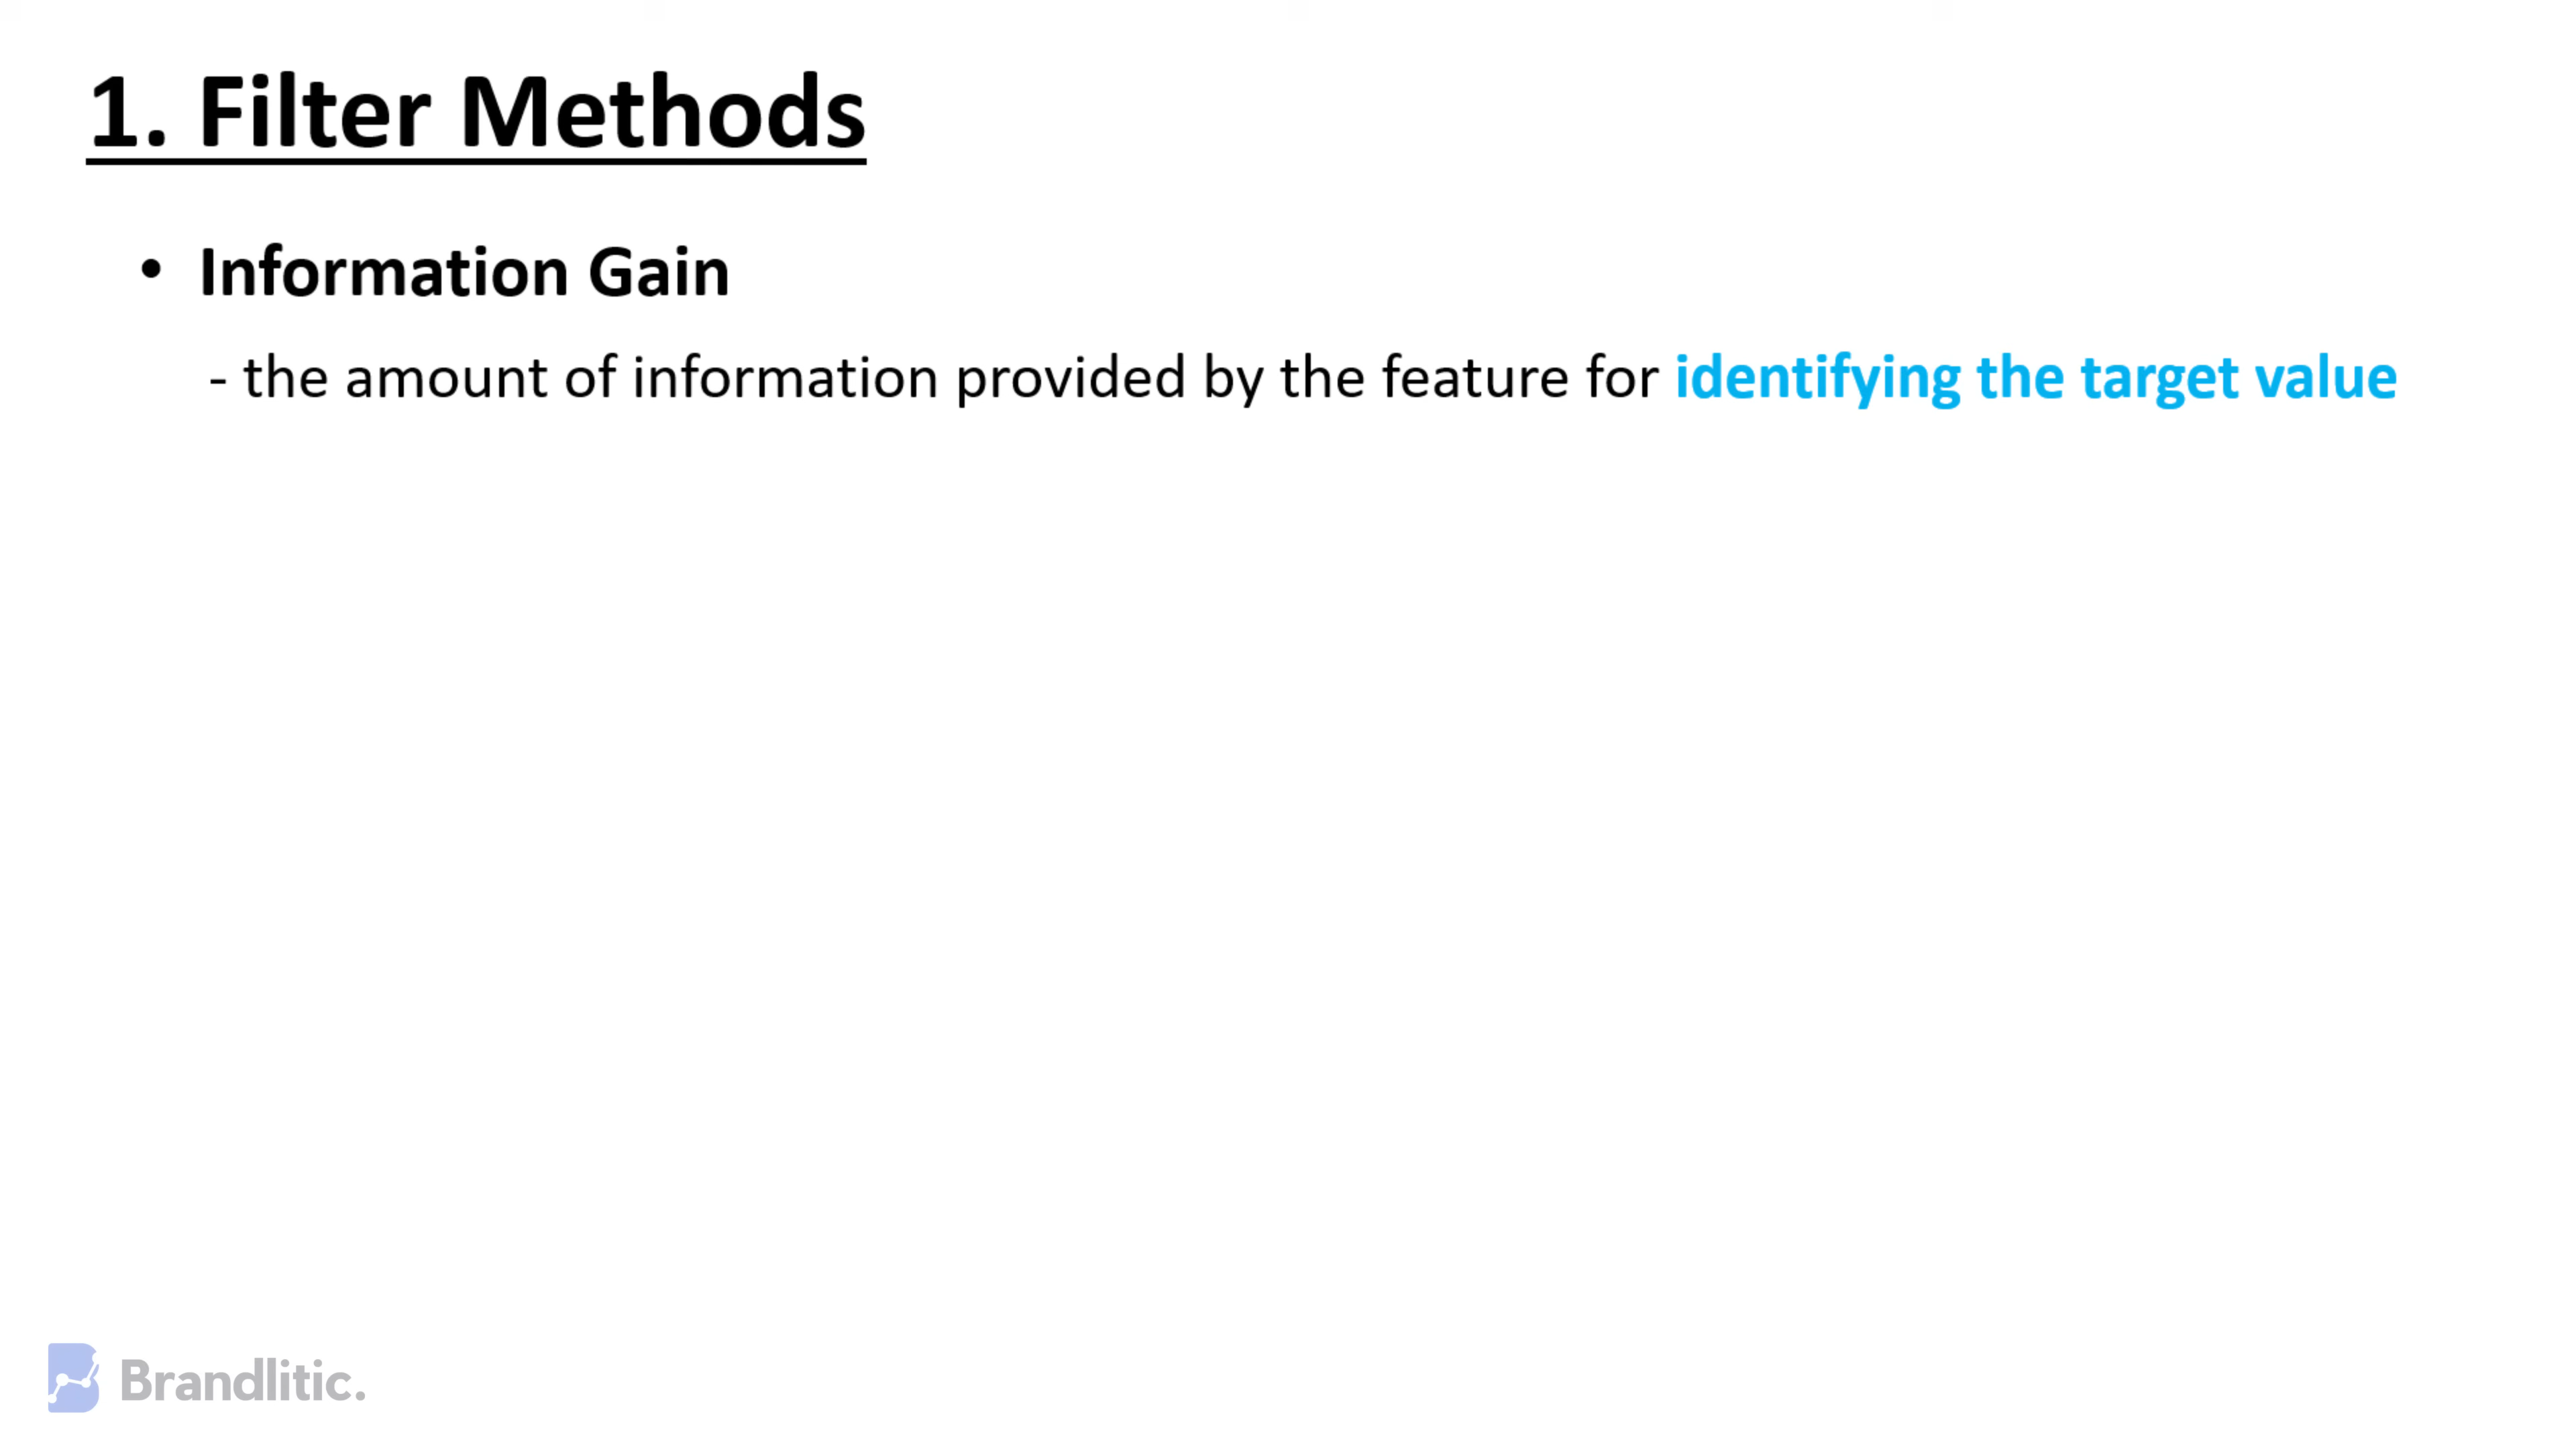 1. Filter Methods
• Information Gain
- the amount of information provided by the feature for identifying the target value
Brandlitic.